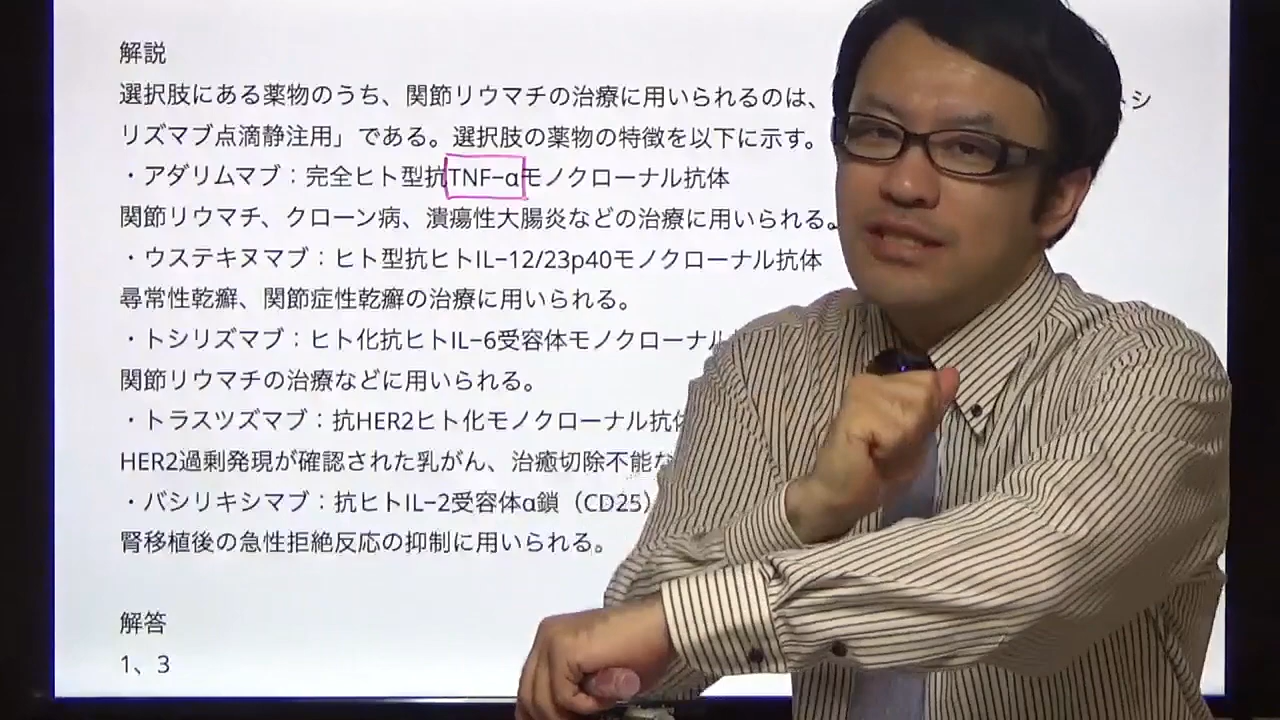 解説
選択肢にある薬物のうち、関節リウマチの治療に用いられるのは、
リズマブ点滴静注用」である。選択肢の薬物の特徴を以下に示す。
・アダリムマブ：完全ヒト型抗TNF−α モノクローナル抗体
関節リウマチ、クローン病、潰瘍性大腸炎などの治療に用いられる。
・ウステキヌマブ：ヒト型抗ヒトIL−12/23p40モノクローナル抗体
尋常性乾癬、関節症性乾癬の治療に用いられる。
・トシリズマブ：ヒト化抗ヒトIL−6受容体モノクローナル
関節リウマチの治療などに用いられる。
・トラスツズマブ：抗HER2ヒト化モノクローナル抗体
HER2過剰発現が確認された乳がん、治癒切除不能な
・バシリキシマブ：抗ヒトIL−2受容体α鎖（CD25）
腎移植後の急性拒絶反応の抑制に用いられる。
解答
1、3